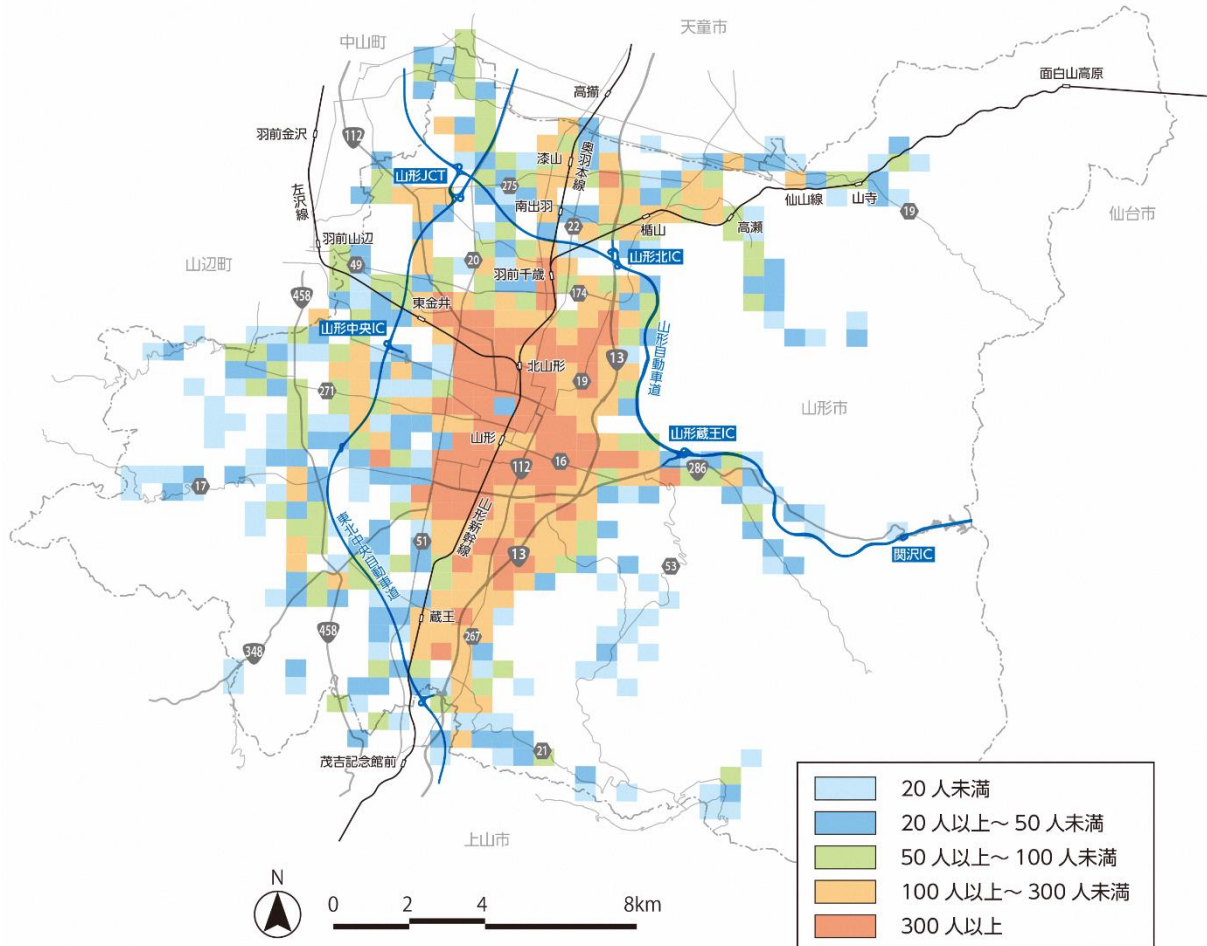 天童市
中山町
面白山高原
高擶
羽前金沢
112
漆山
奥羽本線
山形JCT
275
仙山線
山寺
左沢線
南出羽
19
仙台市
22
楯山
高瀬
羽前山辺
山形北IC
山辺町
49
20
羽前千歳
458
174
東金井
山形中央IC
山形自動車道
13
北山形
19
271
山形市
山形
山形蔵王IC
16
112
286
17
山形新幹線
東北中央自動車道
51
13
関沢IC
53
蔵王
458
267
348
21
茂吉記念館前
上山市
N
0 2 4 8km
20 人未満
20 人以上～ 50 人未満
50 人以上～ 100 人未満
100 人以上～ 300 人未満
300 人以上